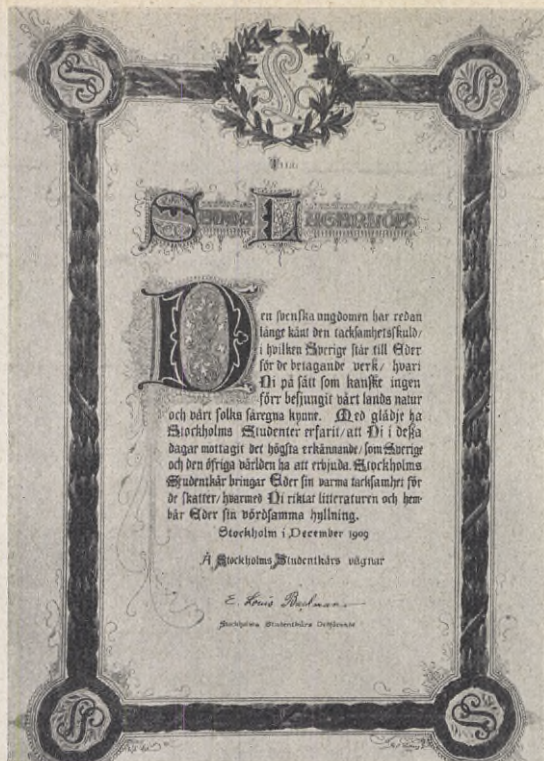 Till
Selma Lagerlöf
Den svenska ungdomen har redan
länge känt den tacksamhetsskuld/
i hvilken Sverige står till Eder
för de betagande verk/ hvari
Ni på sätt som kanske ingen
förr besjungit vårt lands natur
och vårt folks säregna kynne. Med glädje ha
Stockholms Studenter erfarit/ att Ni i dessa
dagar mottagit det högsta erkännande/ som Sverige
och den öfriga världen ha att erbjuda. Stockholms
Studentkår bringar Eder sin varma tacksamhet för
de skatter/ hvarmed Ni riktat litteraturen och hem-
bär Eder sin vördsamma hyllning.
Stockholm i December 1909
Å Stockholms Studentkårs vägnar
E. Louis
Stockholms Studentkårs Ordförande